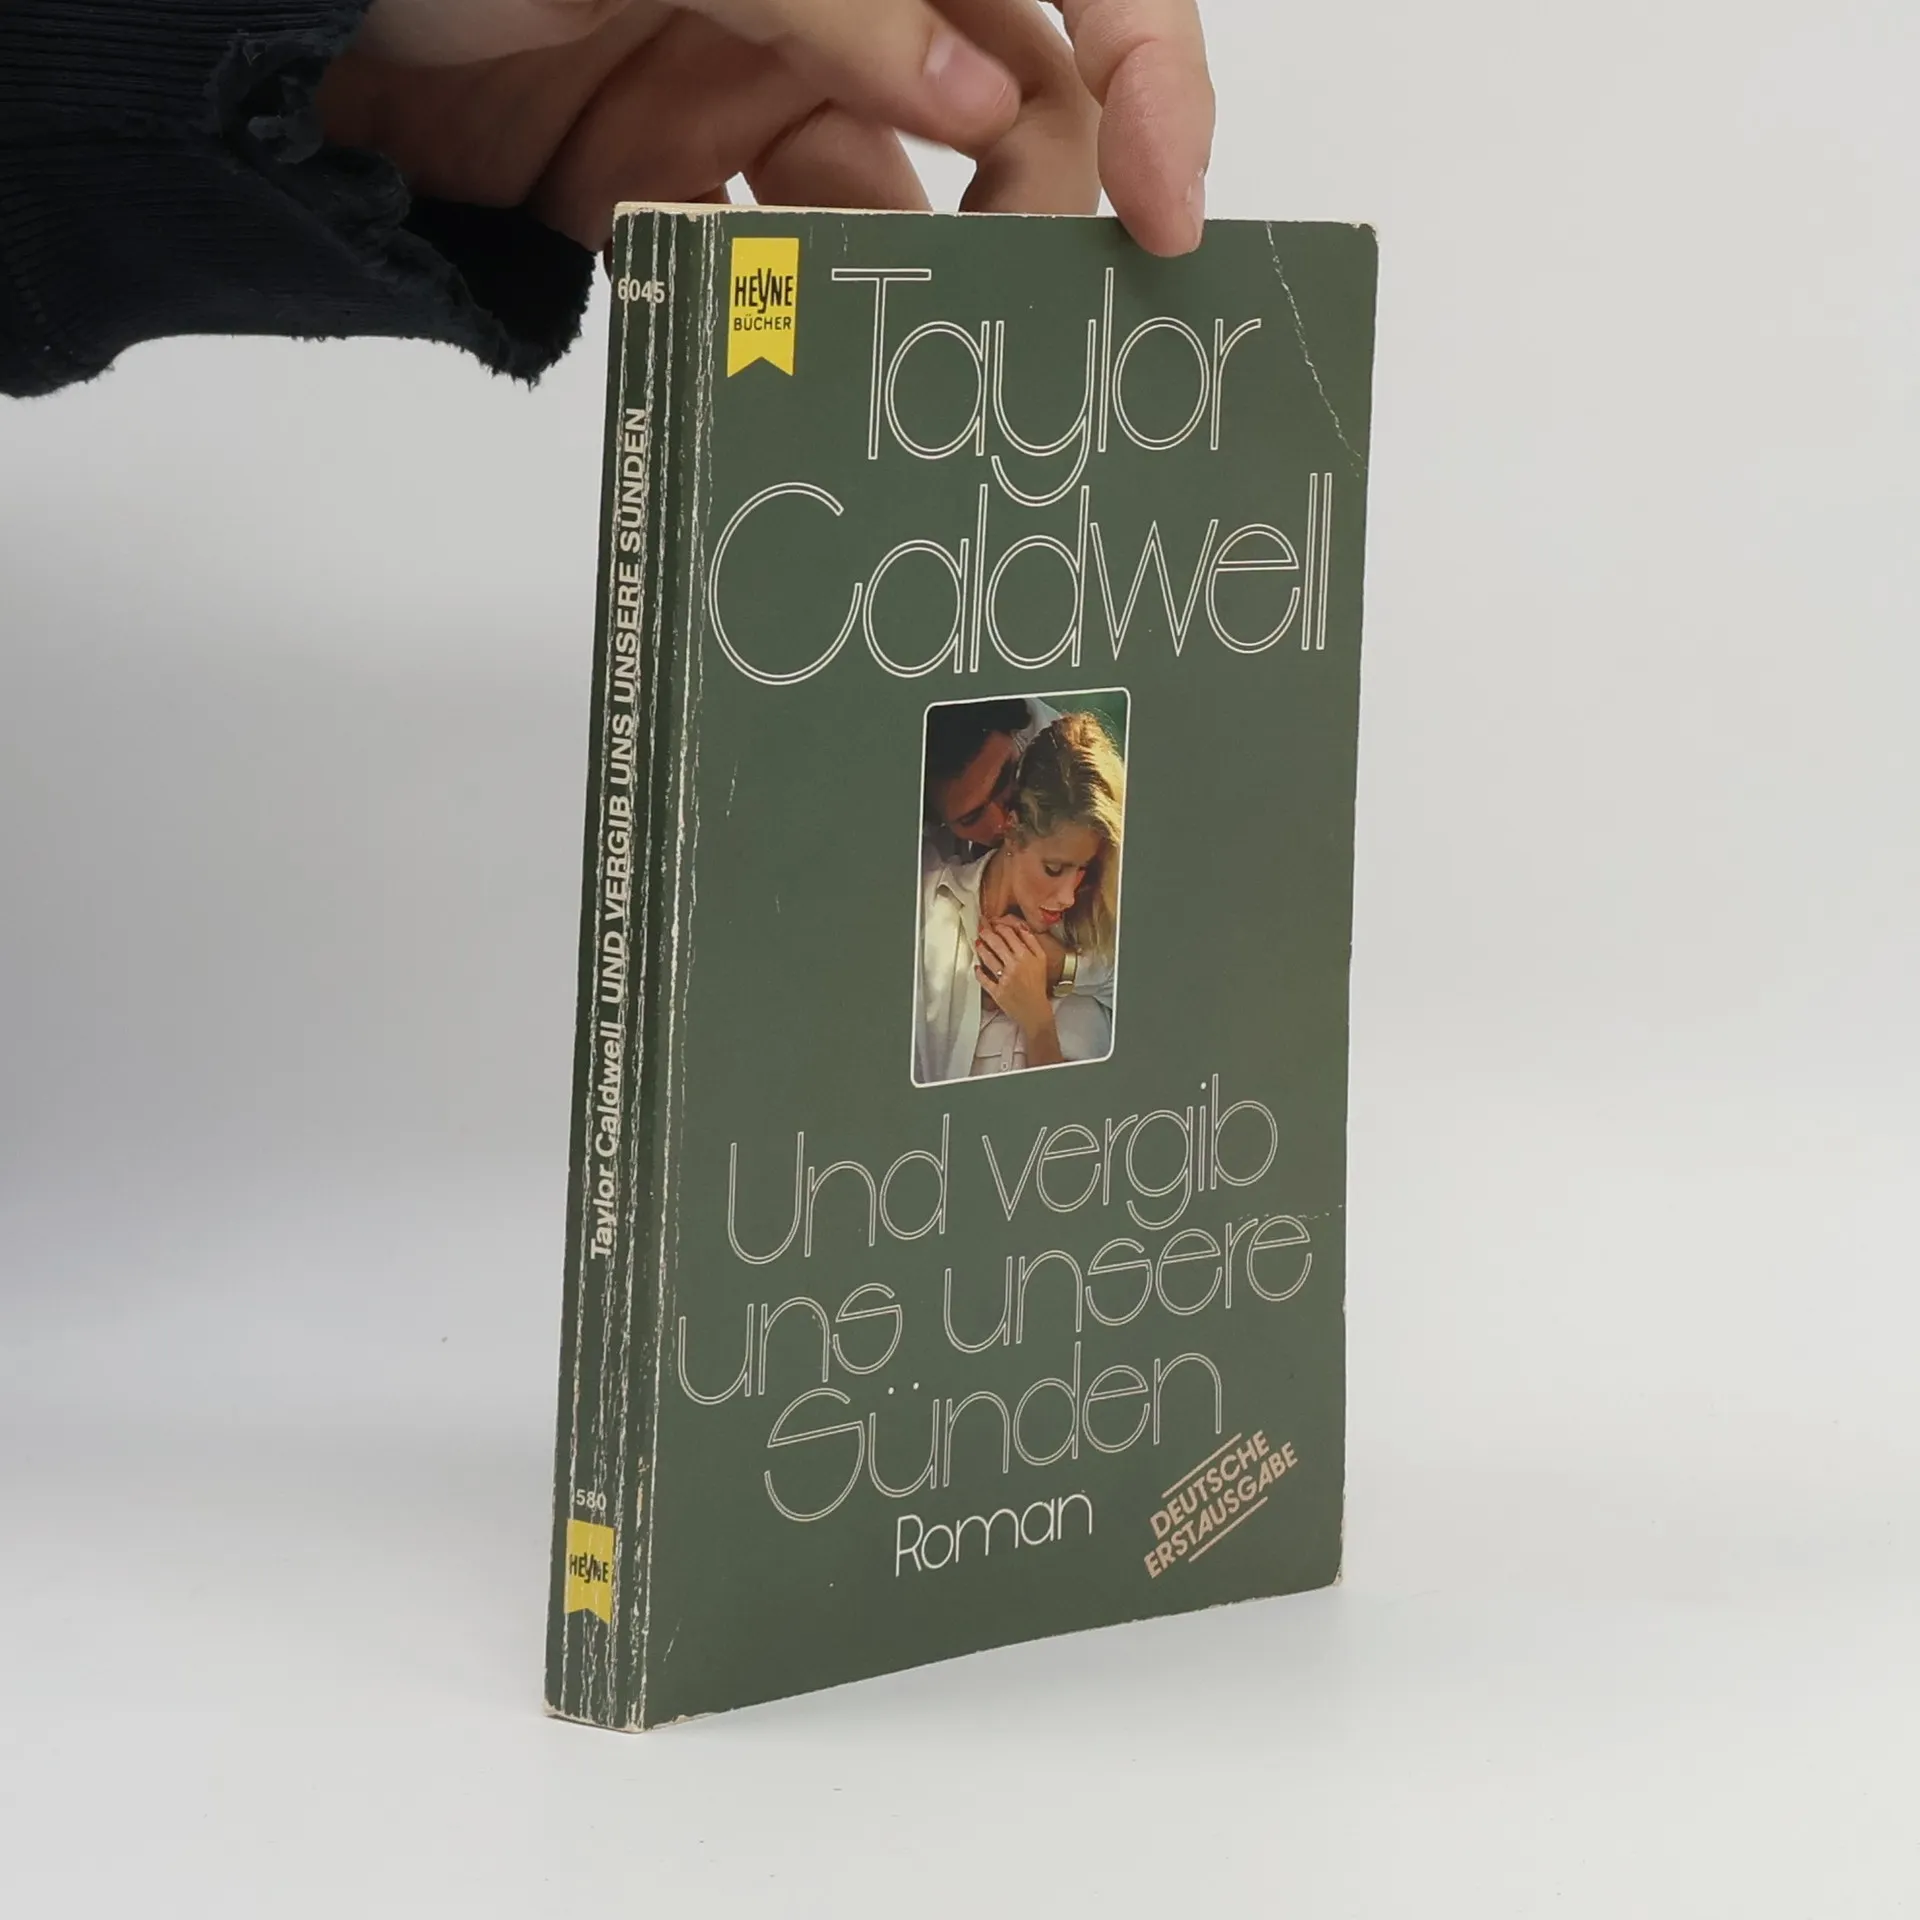 6045
Taylor Caldwell UND VERGIB UNS UNSERE SÜNDEN
580
HEYNE
HEYNE
BÜCHER
Taylor
Caldwell
Und vergib
uns unsere
Sünden
Roman
DEUTSCHE
ERSTAUSGABE